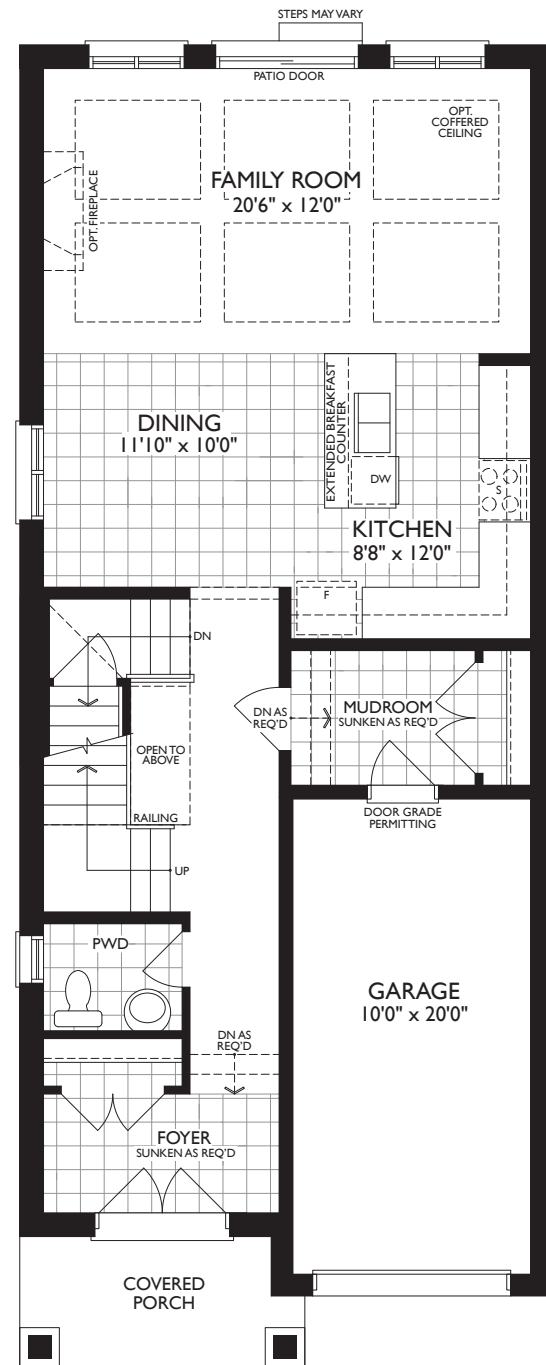 STEPS MAY VARY
PATIO DOOR
OPT.
COFFERED
CEILING
FAMILY ROOM
20'6" x 12'0"
OPT. FIREPLACE
DINING
11'10" x 10'0"
EXTENDED BREAKFAST
COUNTER
DW
S
KITCHEN
8'8" x 12'0"
F
DN
DN AS
REQ'D
MUDROOM
SUNKEN AS REQ'D
OPEN TO
ABOVE
RAILING
DOOR GRADE
PERMITTING
UP
PWD
GARAGE
10'0" x 20'0"
DN AS
REQ'D
FOYER
SUNKEN AS REQ'D
COVERED
PORCH